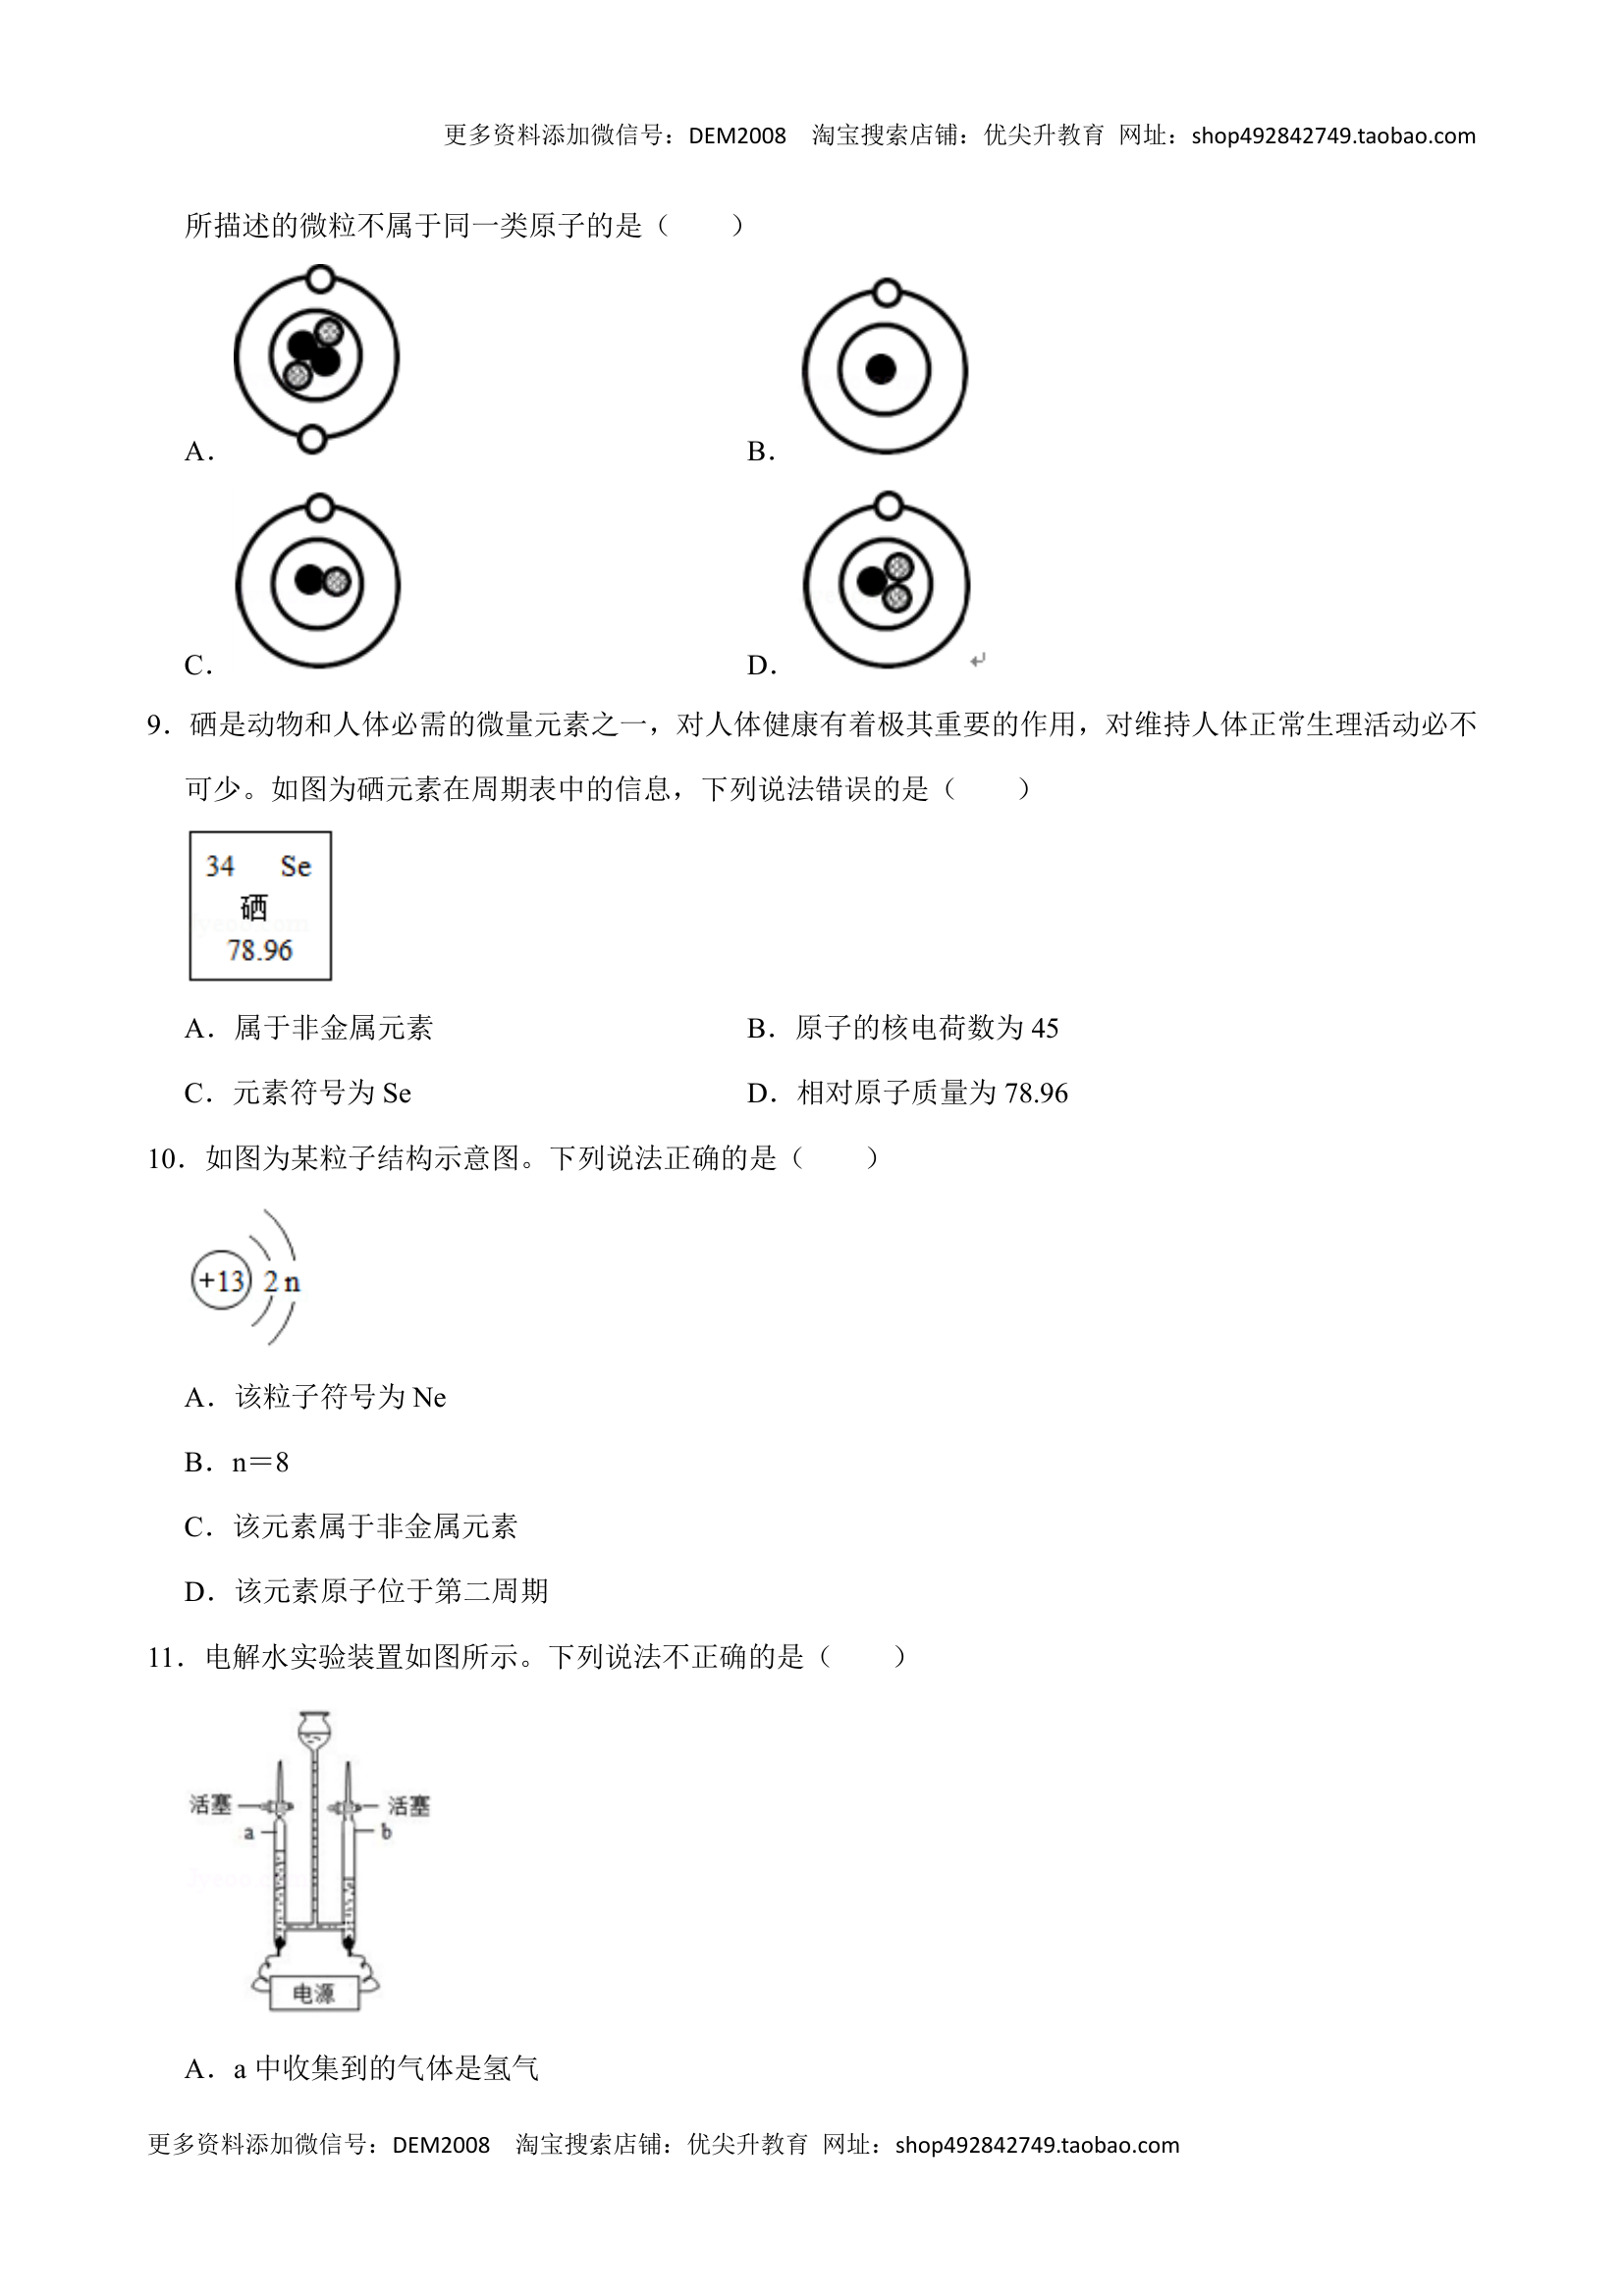 更多资料添加微信号：DEM2008 淘宝搜索店铺：优尖升教育 网址：shop492842749.taobao.com
所描述的微粒不属于同一类原子的是（ ）
A．
B．
C．
D．
9．硒是动物和人体必需的微量元素之一，对人体健康有着极其重要的作用，对维持人体正常生理活动必不
可少。如图为硒元素在周期表中的信息，下列说法错误的是（ ）
34 Se
硒
78.96
A．属于非金属元素
B．原子的核电荷数为 45
C．元素符号为 Se
D．相对原子质量为 78.96
10．如图为某粒子结构示意图。下列说法正确的是（ ）
+13 2 n
A．该粒子符号为 Ne
B．n＝8
C．该元素属于非金属元素
D．该元素原子位于第二周期
11．电解水实验装置如图所示。下列说法不正确的是（ ）
活塞 活塞
a b
电源
A．a 中收集到的气体是氢气
更多资料添加微信号：DEM2008 淘宝搜索店铺：优尖升教育 网址：shop492842749.taobao.com